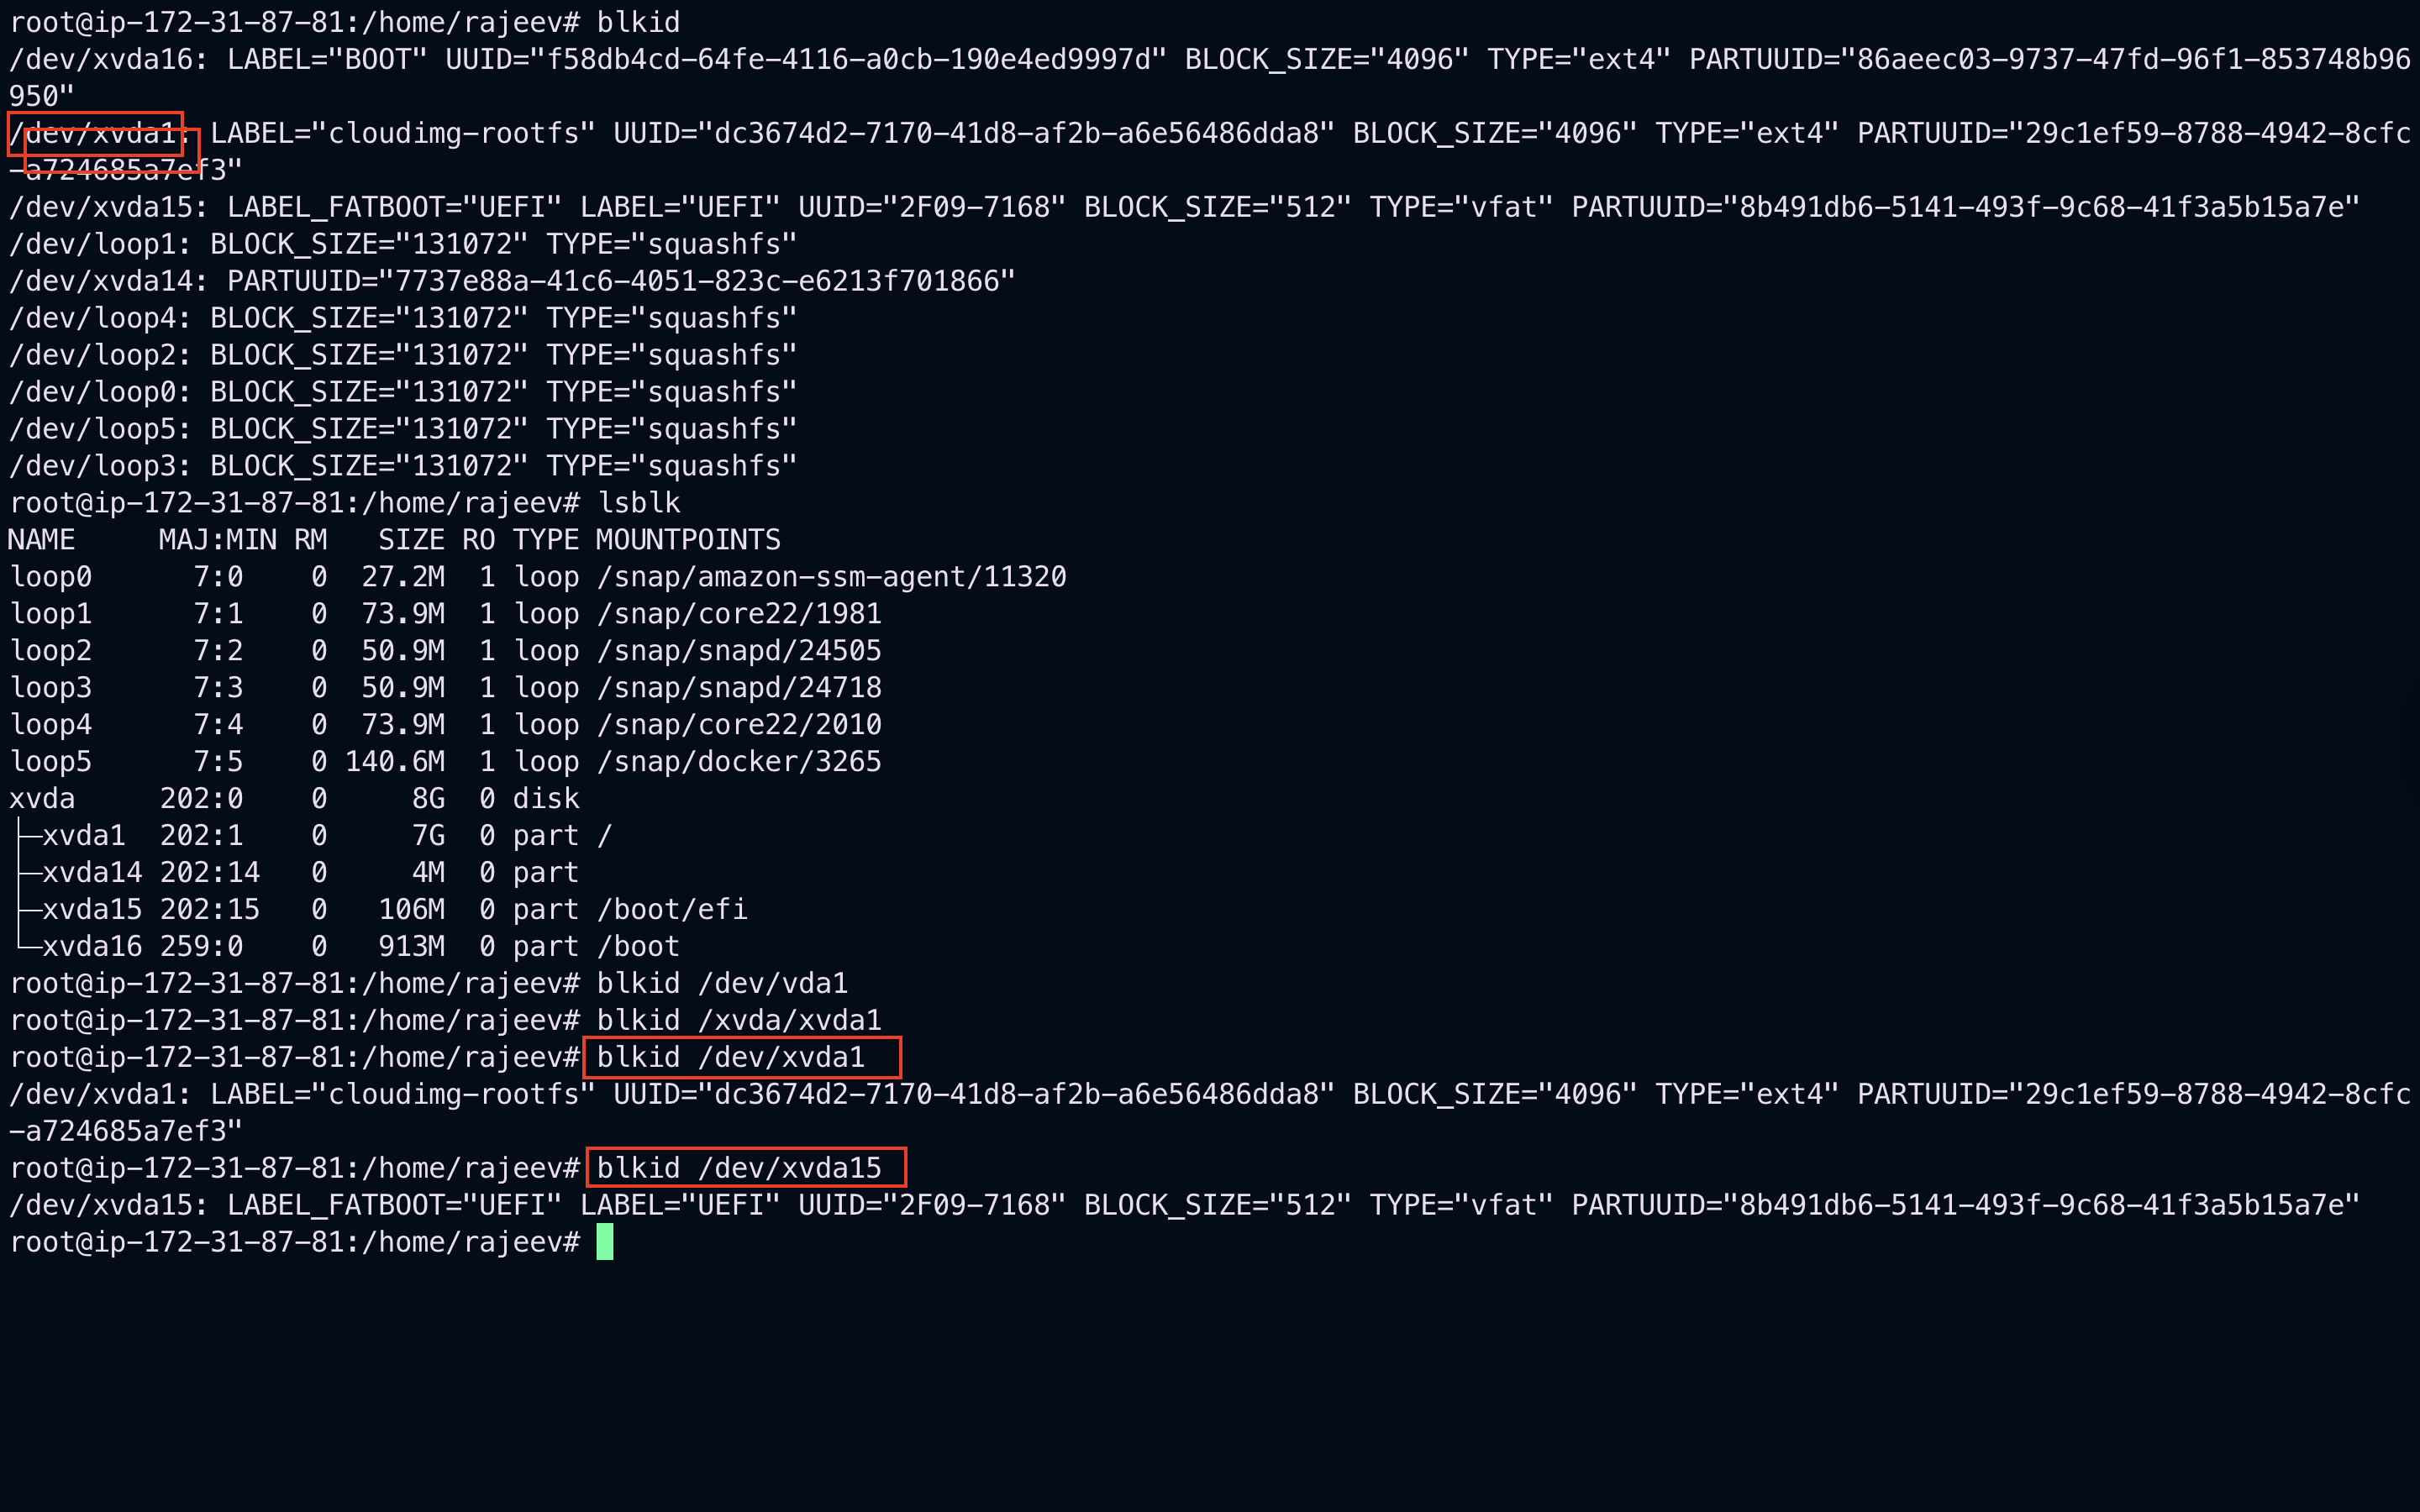 root@ip-172-31-87-81:/home/rajeev# blkid
/dev/xvda16: LABEL="BOOT" UUID="f58db4cd-64fe-4116-a0cb-190e4ed9997d" BLOCK_SIZE="4096" TYPE="ext4" PARTUUID="86aeec03-9737-47fd-96f1-853748b96
950"
/dev/xvda1: LABEL="cloudimg-rootfs" UUID="dc3674d2-7170-41d8-af2b-a6e56486dda8" BLOCK_SIZE="4096" TYPE="ext4" PARTUUID="29c1ef59-8788-4942-8cfc
-a724685a7ef3"
/dev/xvda15: LABEL_FATBOOT="UEFI" LABEL="UEFI" UUID="2F09-7168" BLOCK_SIZE="512" TYPE="vfat" PARTUUID="8b491db6-5141-493f-9c68-41f3a5b15a7e"
/dev/loop1: BLOCK_SIZE="131072" TYPE="squashfs"
/dev/xvda14: PARTUUID="7737e88a-41c6-4051-823c-e6213f701866"
/dev/loop4: BLOCK_SIZE="131072" TYPE="squashfs"
/dev/loop2: BLOCK_SIZE="131072" TYPE="squashfs"
/dev/loop0: BLOCK_SIZE="131072" TYPE="squashfs"
/dev/loop5: BLOCK_SIZE="131072" TYPE="squashfs"
/dev/loop3: BLOCK_SIZE="131072" TYPE="squashfs"
root@ip-172-31-87-81:/home/rajeev# lsblk
NAME     MAJ:MIN RM   SIZE RO TYPE MOUNTPOINTS
loop0      7:0    0  27.2M  1 loop /snap/amazon-ssm-agent/11320
loop1      7:1    0  73.9M  1 loop /snap/core22/1981
loop2      7:2    0  50.9M  1 loop /snap/snapd/24505
loop3      7:3    0  50.9M  1 loop /snap/snapd/24718
loop4      7:4    0  73.9M  1 loop /snap/core22/2010
loop5      7:5    0 140.6M  1 loop /snap/docker/3265
xvda     202:0    0     8G  0 disk
├─xvda1  202:1    0     7G  0 part /
├─xvda14 202:14   0     4M  0 part
├─xvda15 202:15   0   106M  0 part /boot/efi
└─xvda16 259:0    0   913M  0 part /boot
root@ip-172-31-87-81:/home/rajeev# blkid /dev/vda1
root@ip-172-31-87-81:/home/rajeev# blkid /xvda/xvda1
root@ip-172-31-87-81:/home/rajeev# blkid /dev/xvda1
/dev/xvda1: LABEL="cloudimg-rootfs" UUID="dc3674d2-7170-41d8-af2b-a6e56486dda8" BLOCK_SIZE="4096" TYPE="ext4" PARTUUID="29c1ef59-8788-4942-8cfc
-a724685a7ef3"
root@ip-172-31-87-81:/home/rajeev# blkid /dev/xvda15
/dev/xvda15: LABEL_FATBOOT="UEFI" LABEL="UEFI" UUID="2F09-7168" BLOCK_SIZE="512" TYPE="vfat" PARTUUID="8b491db6-5141-493f-9c68-41f3a5b15a7e"
root@ip-172-31-87-81:/home/rajeev#